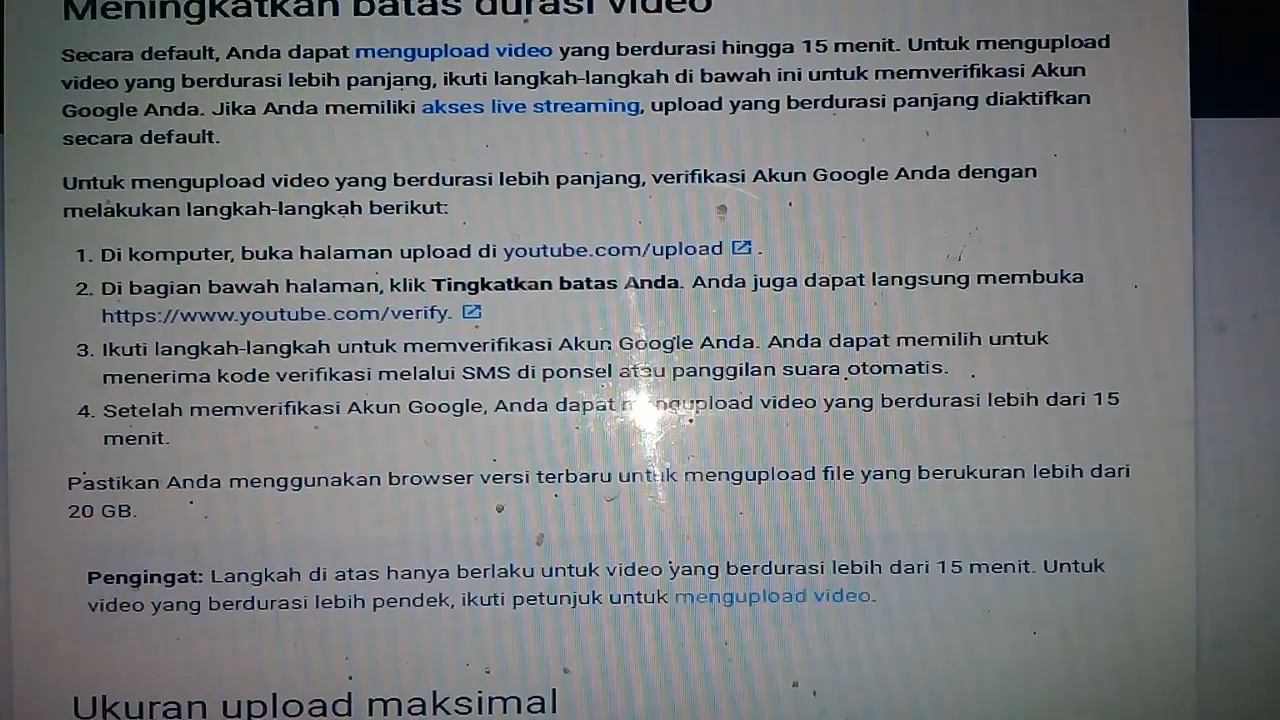 Meningkatkan batas durasi video
Secara default, Anda dapat mengupload video yang berdurasi hingga 15 menit. Untuk mengupload
video yang berdurasi lebih panjang, ikuti langkah-langkah di bawah ini untuk memverifikasi Akun
Google Anda. Jika Anda memiliki akses live streaming, upload yang berdurasi panjang diaktifkan
secara default.
Untuk mengupload video yang berdurasi lebih panjang, verifikasi Akun Google Anda dengan
melakukan langkah-langkah berikut:
1. Di komputer, buka halaman upload di youtube.com/upload .
2. Di bagian bawah halaman, klik Tingkatkan batas Anda. Anda juga dapat langsung membuka
https://www.youtube.com/verify.
3. Ikuti langkah-langkah untuk memverifikasi Akun Google Anda. Anda dapat memilih untuk
menerima kode verifikasi melalui SMS di ponsel atau panggilan suara otomatis.
4. Setelah memverifikasi Akun Google, Anda dapat mengupload video yang berdurasi lebih dari 15
menit.
Pastikan Anda menggunakan browser versi terbaru untuk mengupload file yang berukuran lebih dari
20 GB.
Pengingat: Langkah di atas hanya berlaku untuk video yang berdurasi lebih dari 15 menit. Untuk
video yang berdurasi lebih pendek, ikuti petunjuk untuk mengupload video.
Ukuran upload maksimal